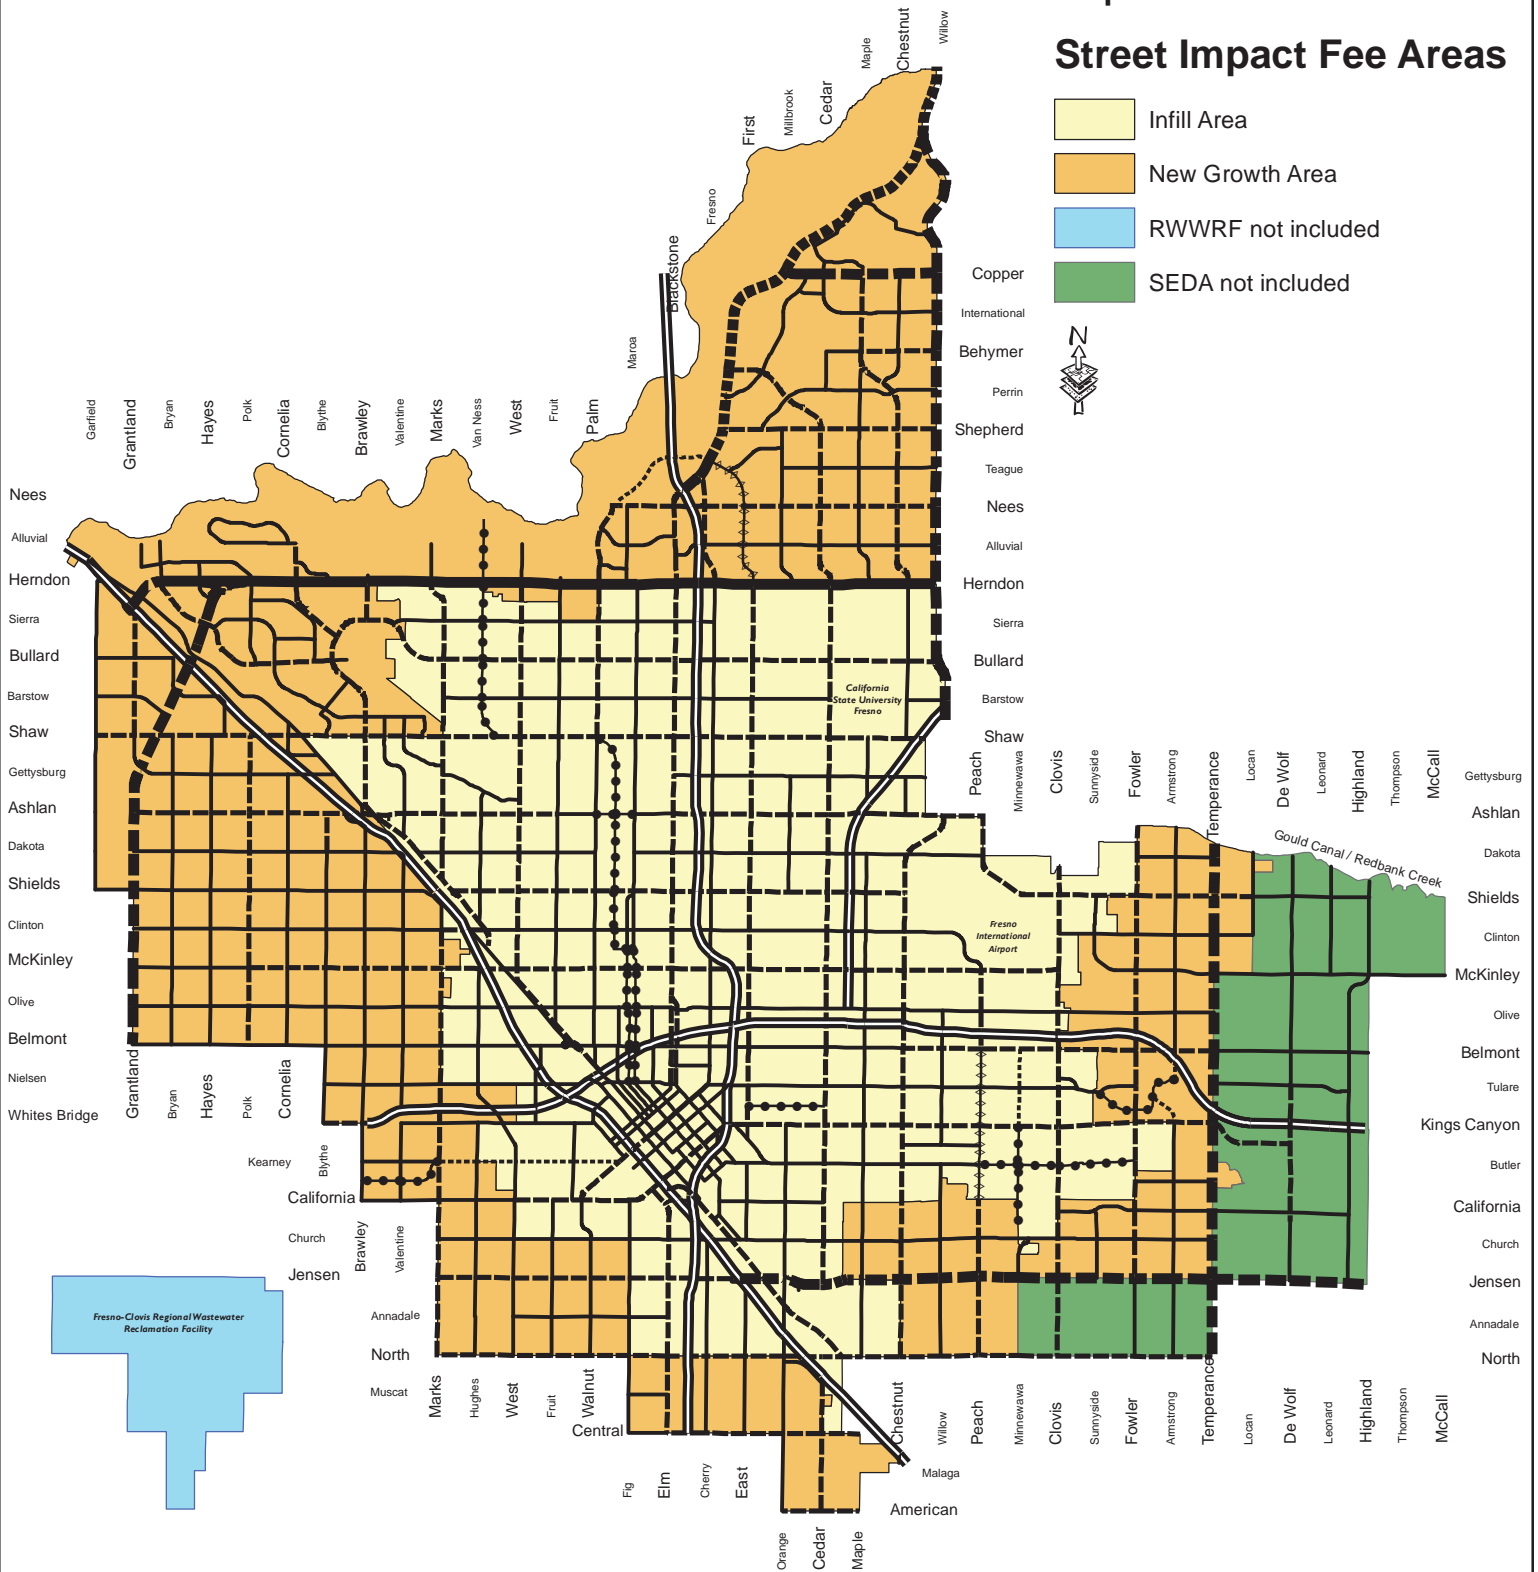 Street Impact Fee Areas
Infill Area
New Growth Area
RWWRF not included
SEDA not included
N
Willow
Chestnut
Maple
Cedar
Millbrook
First
Fresno
Blackstone
Maroa
Palm
Fruit
West
Van Ness
Marks
Valentine
Brawley
Blythe
Cornelia
Polk
Hayes
Bryan
Grantland
Garfield
Copper
International
Behymer
Perrin
Shepherd
Teague
Nees
Alluvial
Herndon
Sierra
Bullard
Barstow
Shaw
Nees
Alluvial
Herndon
Sierra
Bullard
Barstow
Shaw
Gettysburg
Ashlan
Dakota
Shields
Clinton
McKinley
Olive
Belmont
Nielsen
Whites Bridge
California
State University
Fresno
Peach
Minnewawa
Clovis
Sunnyside
Fowler
Armstrong
Temperance
Locan
De Wolf
Leonard
Highland
Thompson
McCall
Gettysburg
Ashlan
Dakota
Gould Canal / Redbank Creek
Shields
Clinton
McKinley
Olive
Belmont
Tulare
Kings Canyon
Butler
California
Church
Jensen
Annadale
North
Fresno
International
Airport
Grantland
Bryan
Hayes
Polk
Cornelia
Blythe
Kearney
California
Church
Brawley
Valentine
Jensen
Annadale
North
Muscat
Fresno-Clovis Regional Wastewater
Reclamation Facility
Marks
Hughes
West
Fruit
Walnut
Central
Fig
Elm
Cherry
East
Orange
Cedar
Maple
Chestnut
Willow
Peach
Minnewawa
Clovis
Sunnyside
Fowler
Armstrong
Temperance
Locan
De Wolf
Leonard
Highland
Thompson
McCall
Malaga
American